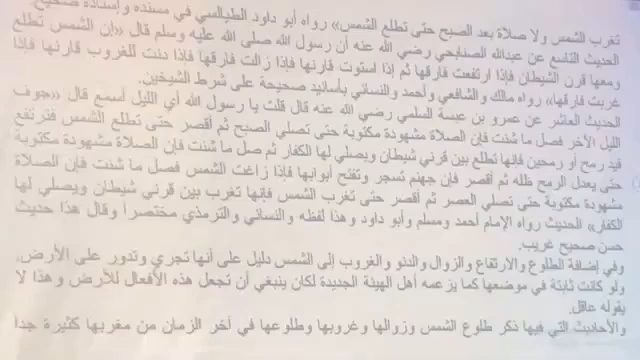 تغرب الشمس ولا صلاة بعد الصبح حتى تطلع الشمس» رواه أبو داود الطيالسي في مسنده وإسناده صحيح.
الحديث التاسع عن عبدالله الصنابحي رضي الله عنه أن رسول الله صلى الله عليه وسلم قال «إن الشمس تطلع
ومعها قرن الشيطان فإذا ارتفعت فارقها ثم إذا استوت قارنها فإذا زالت فارقها فإذا دنت للغروب قارنها فإذا
غربت فارقها» رواه مالك والشافعي وأحمد والنسائي بأسانيد صحيحة على شرط الشيخين.
الحديث العاشر عن عمرو بن عبسة السلمي رضي الله عنه قال قلت يا رسول الله أي الليل أسمع قال «جوف
الليل الآخر فصل ما شئت فإن الصلاة مشهودة مكتوبة حتى تصلي الصبح ثم أقصر حتى تطلع الشمس فترتفع
قيد رمح أو رمحين فإنها تطلع بين قرني شيطان ويصلي لها الكفار ثم صل ما شئت فإن الصلاة مشهودة مكتوبة
حتى يعدل الرمح ظله ثم أقصر فإن جهنم تسجر وتفتح أبوابها فإذا زاغت الشمس فصل ما شئت فإن الصلاة
مشهودة مكتوبة حتى تصلي العصر ثم أقصر حتى تغرب الشمس فإنها تغرب بين قرني شيطان ويصلي لها
الكفار» الحديث رواه الإمام أحمد ومسلم وأبو داود وهذا لفظه والنسائي والترمذي مختصرا وقال هذا حديث
حسن صحيح غريب.
وفي إضافة الطلوع والارتفاع والزوال والدنو والغروب إلى الشمس دليل على أنها تجري وتدور على الأرض.
ولو كانت ثابتة في موضعها كما يزعمه أهل الهيئة الجديدة لكان ينبغي أن تجعل هذه الأفعال للأرض وهذا لا
يقوله عاقل.
والأحاديث التي فيها ذكر طلوع الشمس وزوالها وغروبها وطلوعها في آخر الزمان من مغربها كثيرة جداً